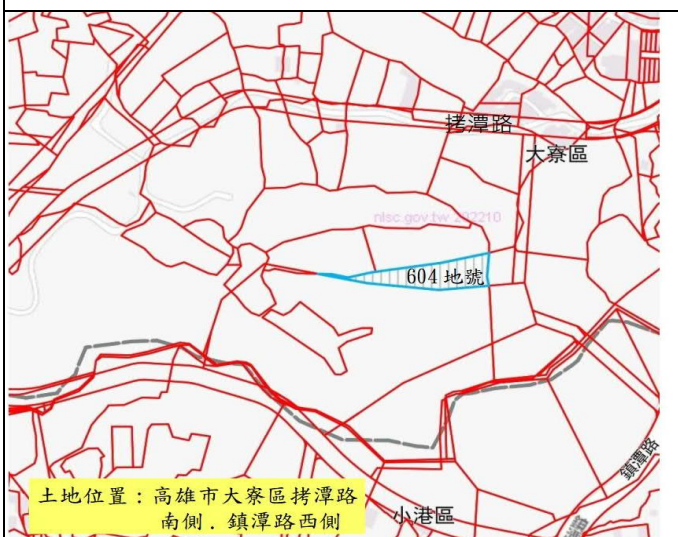 拷潭路
大寮區
nlsc.gov.tw 202210
604 地號
鎮潭路
土地位置：高雄市大寮區拷潭路
南側．鎮潭路西側
小港區